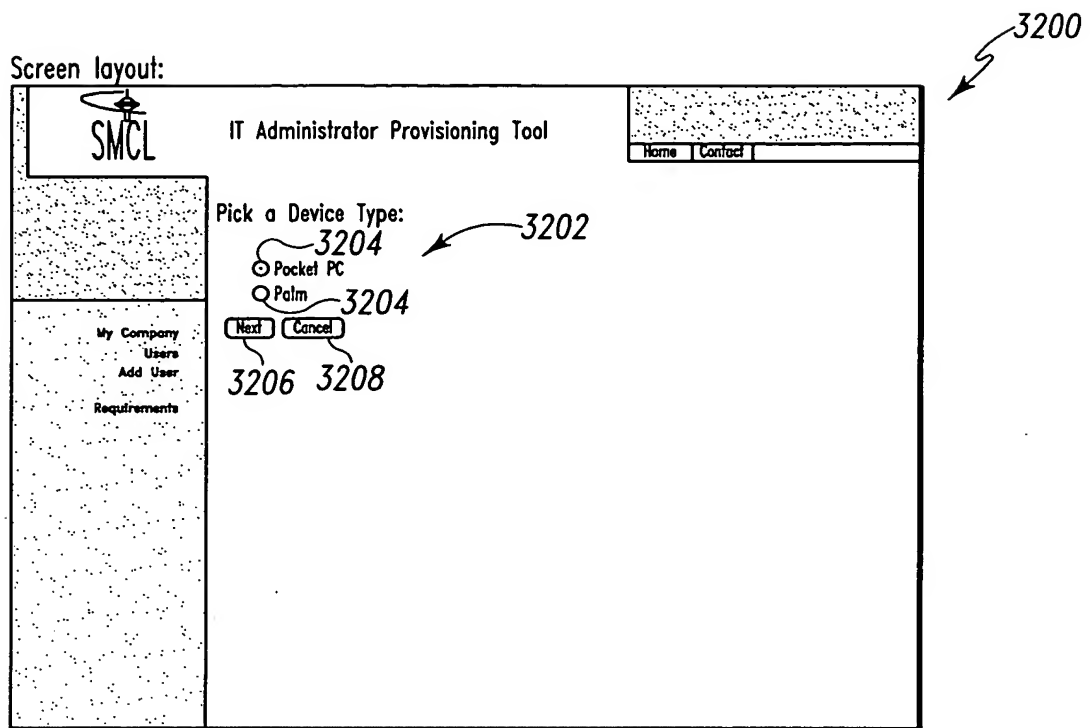 3200
Screen layout:
SMCL
IT Administrator Provisioning Tool
Home Contact
Pick a Device Type:
3202
3204
Pocket PC
Palm
3204
Next Cancel
3206 3208
My Company
Users
Add User
Requirements